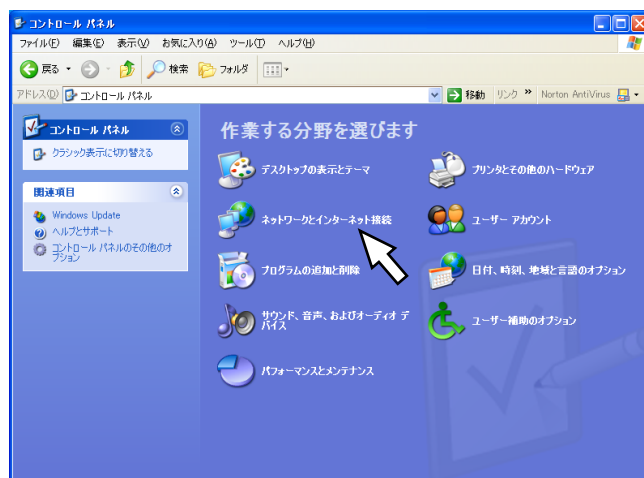 コントロール パネル
ファイル(F) 編集(E) 表示(V) お気に入り(A) ツール(T) ヘルプ(H)
戻る 検索 フォルダ
アドレス(D) コントロール パネル 移動 リンク » Norton AntiVirus
コントロール パネル
クラシック表示に切り替える
関連項目
Windows Update
ヘルプとサポート
コントロール パネルのその他のオ
プション
作業する分野を選びます
デスクトップの表示とテーマ
プリンタとその他のハードウェア
ネットワークとインターネット接続
ユーザー アカウント
プログラムの追加と削除
日付、時刻、地域と言語のオプション
サウンド、音声、およびオーディオ デ
バイス
ユーザー補助のオプション
パフォーマンスとメンテナンス